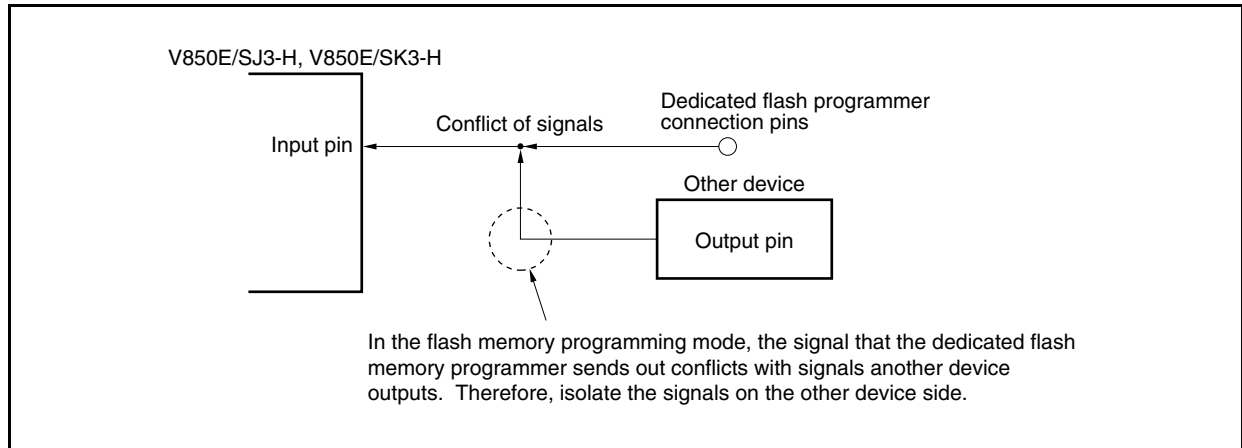 V850E/SJ3-H, V850E/SK3-H
Dedicated flash programmer
connection pins
Conflict of signals
Input pin
Other device
Output pin
In the flash memory programming mode, the signal that the dedicated flash
memory programmer sends out conflicts with signals another device
outputs.  Therefore, isolate the signals on the other device side.